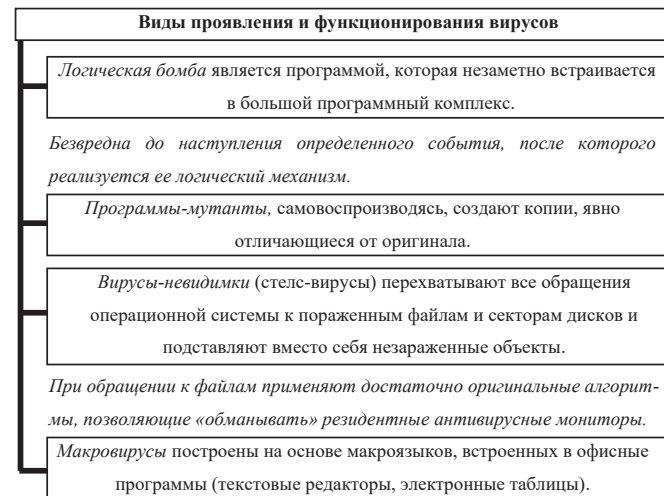 Виды проявления и функционирования вирусов
Логическая бомба является программой, которая незаметно встраивается
в большой программный комплекс.
Безвредна до наступления определенного события, после которого
реализуется ее логический механизм.
Программы-мутанты, самовоспроизводясь, создают копии, явно
отличающиеся от оригинала.
Вирусы-невидимки (стелс-вирусы) перехватывают все обращения
операционной системы к пораженным файлам и секторам дисков и
подставляют вместо себя незараженные объекты.
При обращении к файлам применяют достаточно оригинальные алгорит-
мы, позволяющие «обманывать» резидентные антивирусные мониторы.
Макровирусы построены на основе макроязыков, встроенных в офисные
программы (текстовые редакторы, электронные таблицы).